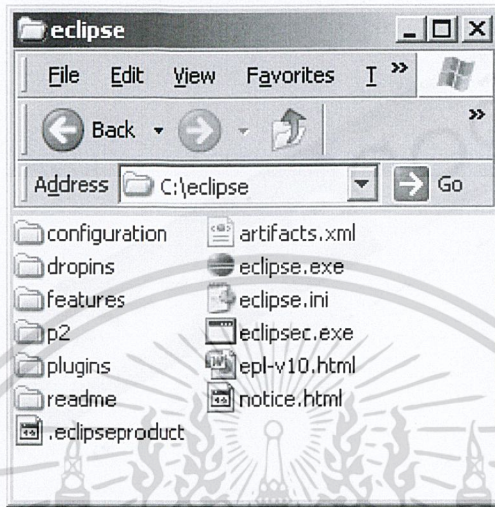 eclipse
File Edit View Favorites T »
Back »
Address C:\eclipse Go
configuration artifacts.xml
dropins eclipse.exe
features eclipse.ini
p2 eclipsec.exe
plugins epl-v10.html
readme notice.html
.eclipseproduct